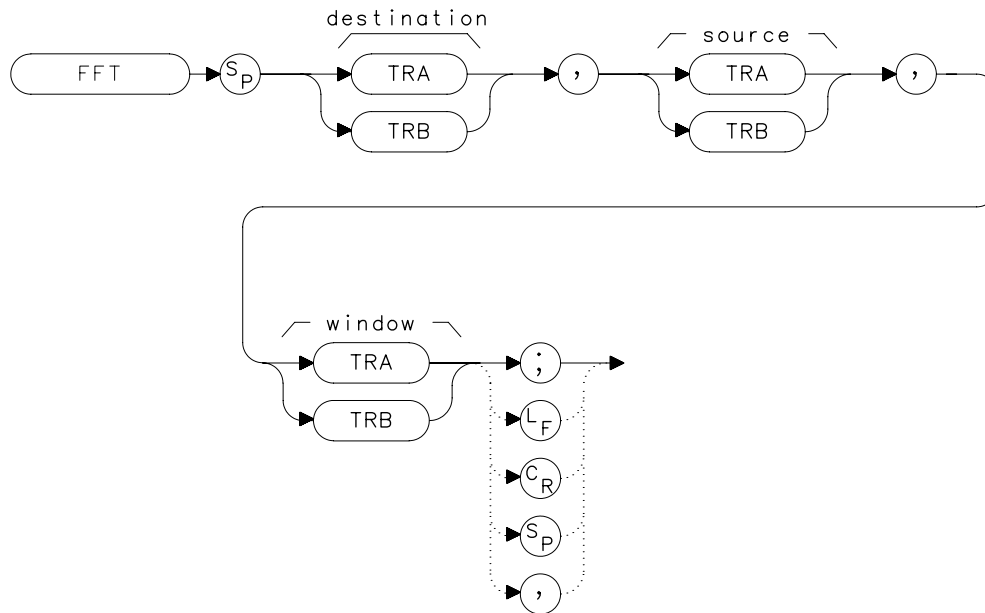 destination
source
FFT SP TRA , TRA ,
TRB TRB
window
TRA ;
TRB LF
CR
SP
,